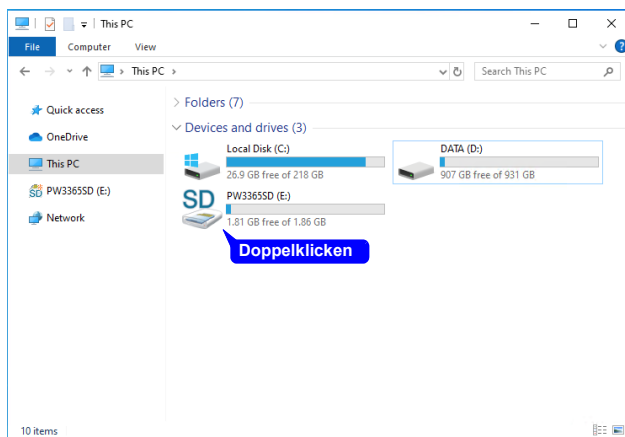 This PC
File Computer View
This PC
Search This PC
Quick access
OneDrive
This PC
PW3365SD (E:)
Network
Folders (7)
Devices and drives (3)
Local Disk (C:)
26.9 GB free of 218 GB
DATA (D:)
907 GB free of 931 GB
SD
PW3365SD (E:)
1.81 GB free of 1.86 GB
Doppelklicken
10 items